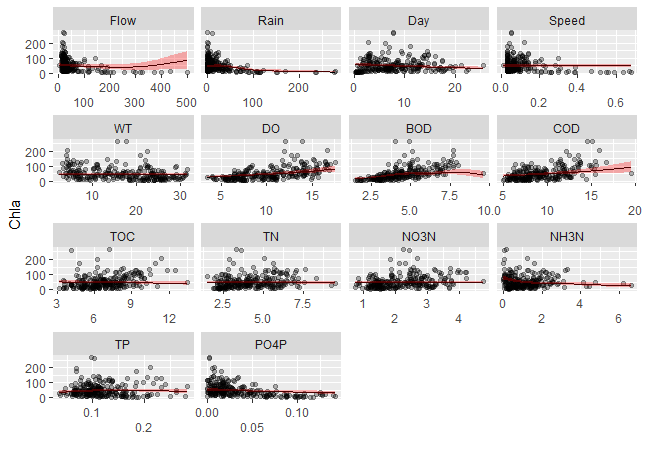 Flow Rain Day Speed
200
100
0
100 300 500 0 100 200 0 10 20 0.0 0.2 0.4 0.6
200 400
WT DO BOD COD
200
100
0
10 30 5 15 2.5 7.5 5 10 15 20
20 10 5.0 10.0
Chla
TOC TN NO3N NH3N
200
100
0
3 9 2.5 7.5 1 3 0 4
6 12 5.0 2 4 2 6
TP PO4P
200
100
0
0.1 0.00 0.10
0.2 0.05